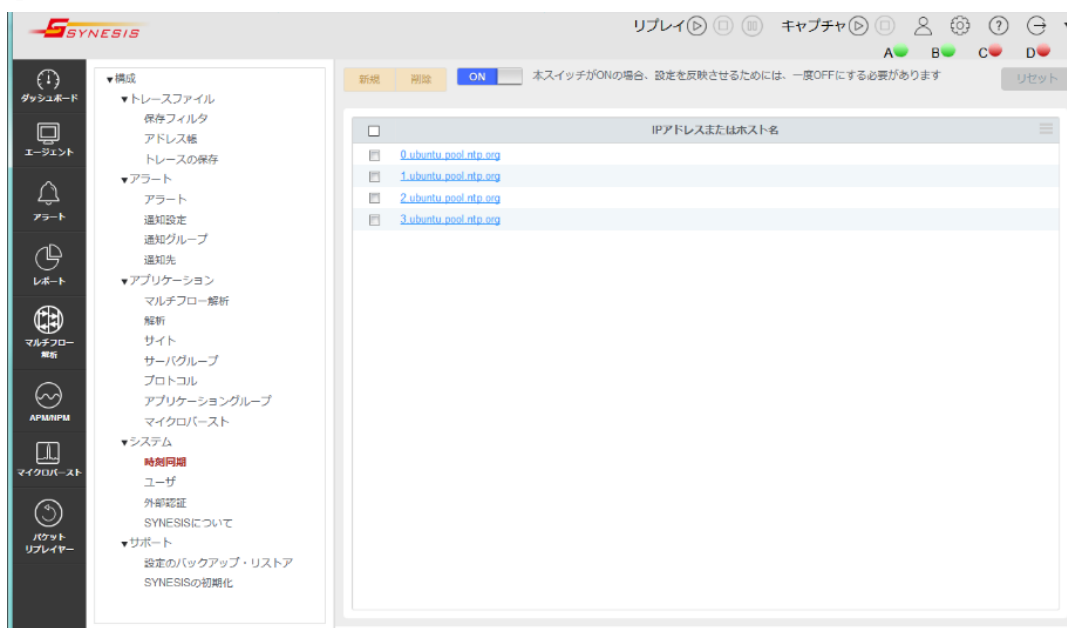 SYNESIS
リプレイ
キャプチャ
A B C D
ダッシュボード
エージェント
アラート
レポート
マルチフロー
解析
APM/NPM
マイクロバースト
パケット
リプレイヤー
▼構成
▼トレースファイル
保存フィルタ
アドレス帳
トレースの保存
▼アラート
アラート
通知設定
通知グループ
通知先
▼アプリケーション
マルチフロー解析
解析
サイト
サーバグループ
プロトコル
アプリケーショングループ
マイクロバースト
▼システム
時刻同期
ユーザ
外部認証
SYNESISについて
▼サポート
設定のバックアップ・リストア
SYNESISの初期化
新規 削除 ON 本スイッチがONの場合、設定を反映させるためには、一度OFFにする必要があります リセット
IPアドレスまたはホスト名
0.ubuntu.pool.ntp.org
1.ubuntu.pool.ntp.org
2.ubuntu.pool.ntp.org
3.ubuntu.pool.ntp.org